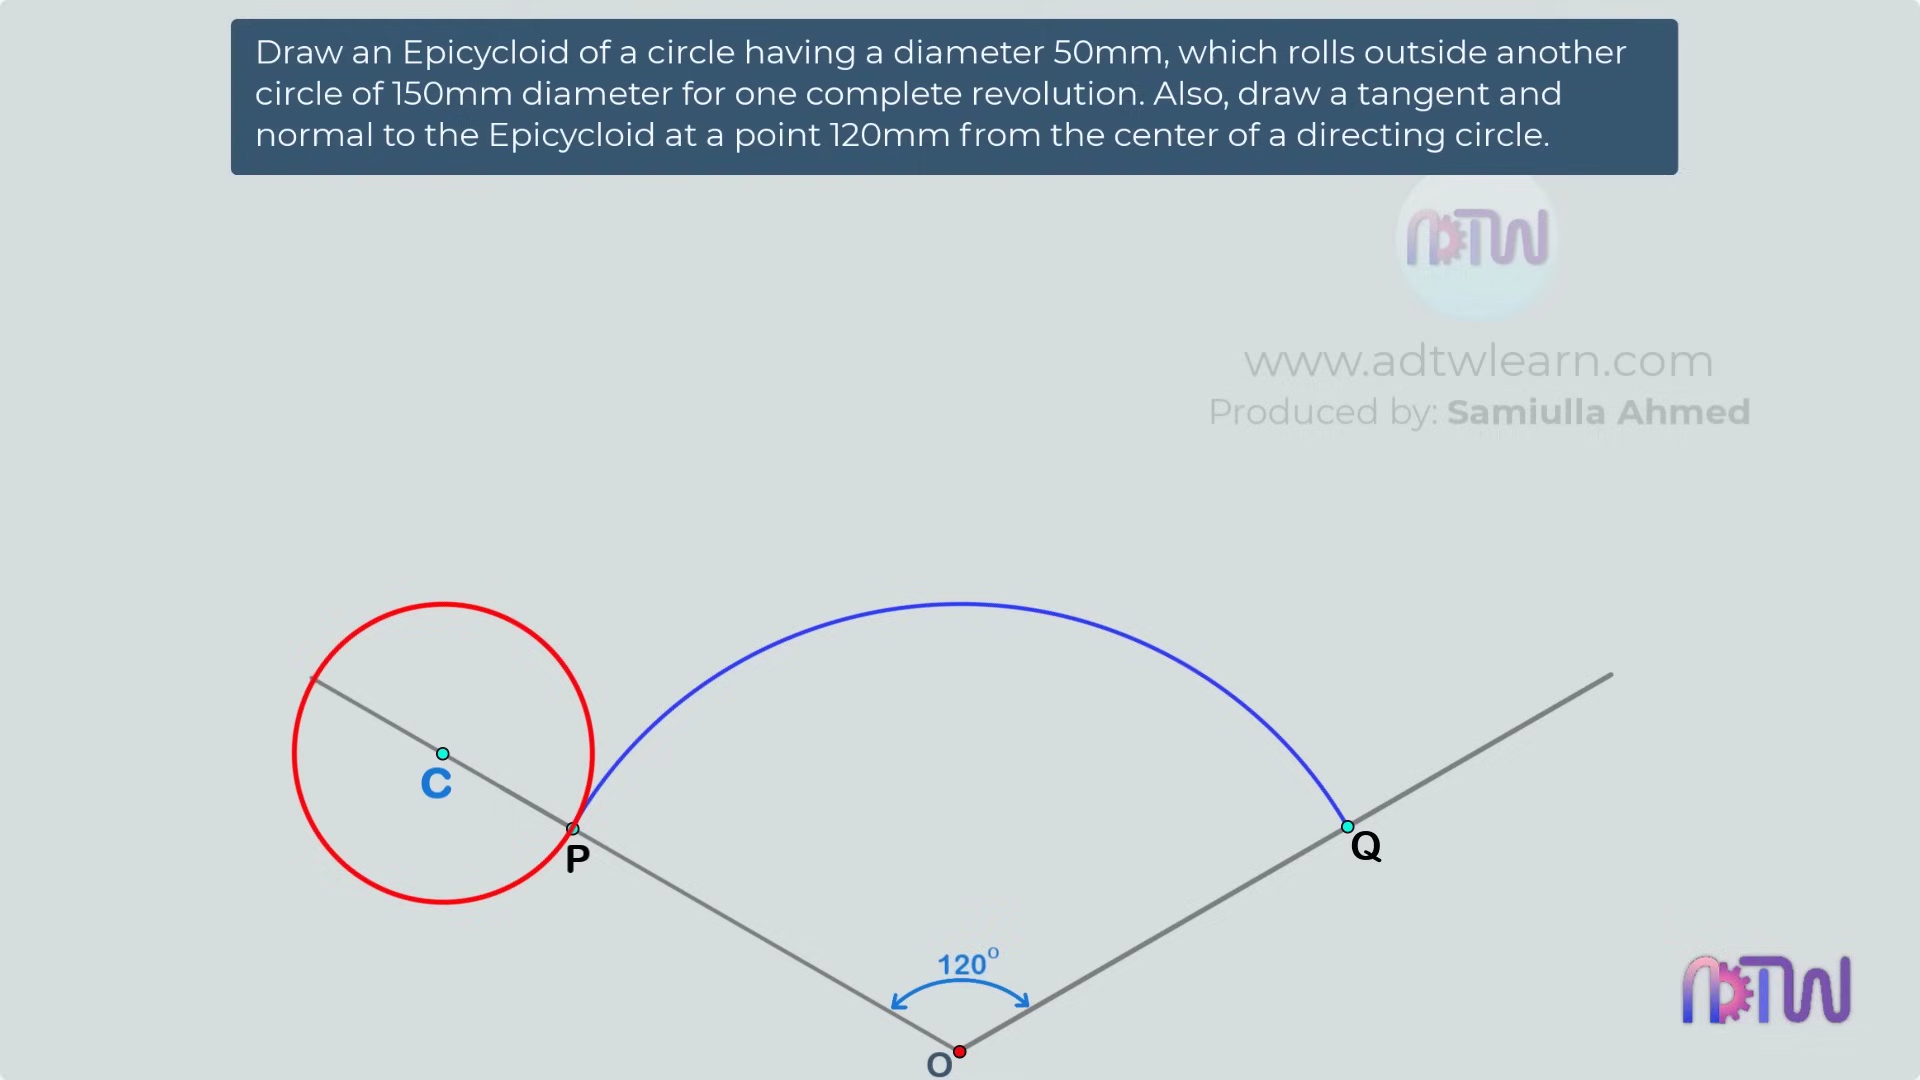 Draw an Epicycloid of a circle having a diameter 50mm, which rolls outside another
circle of 150mm diameter for one complete revolution. Also, draw a tangent and
normal to the Epicycloid at a point 120mm from the center of a directing circle.
ADTW
www.adtwlearn.com
Produced by: Samiulla Ahmed
C
P
Q
120°
O
ADTW